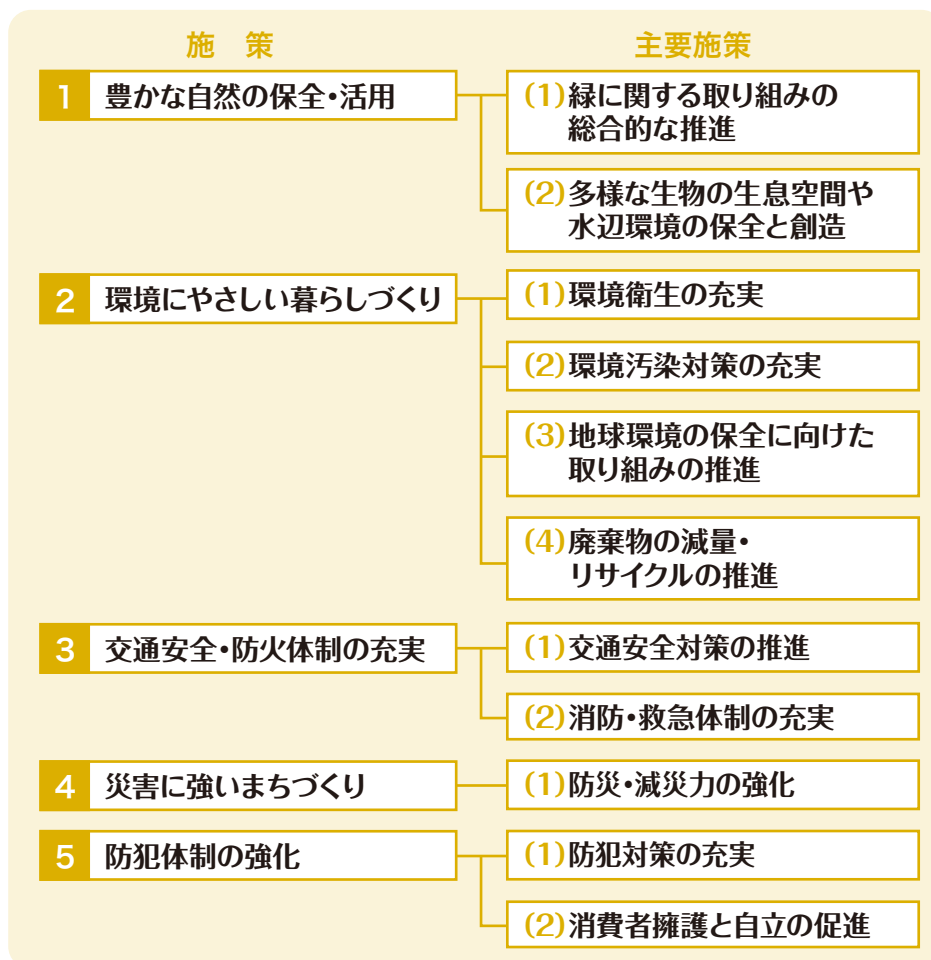 施 策
主要施策
1 豊かな自然の保全・活用
(1)緑に関する取り組みの
総合的な推進
(2)多様な生物の生息空間や
水辺環境の保全と創造
2 環境にやさしい暮らしづくり
(1)環境衛生の充実
(2)環境汚染対策の充実
(3)地球環境の保全に向けた
取り組みの推進
(4)廃棄物の減量・
リサイクルの推進
3 交通安全・防火体制の充実
(1)交通安全対策の推進
(2)消防・救急体制の充実
4 災害に強いまちづくり
(1)防災・減災力の強化
5 防犯体制の強化
(1)防犯対策の充実
(2)消費者擁護と自立の促進